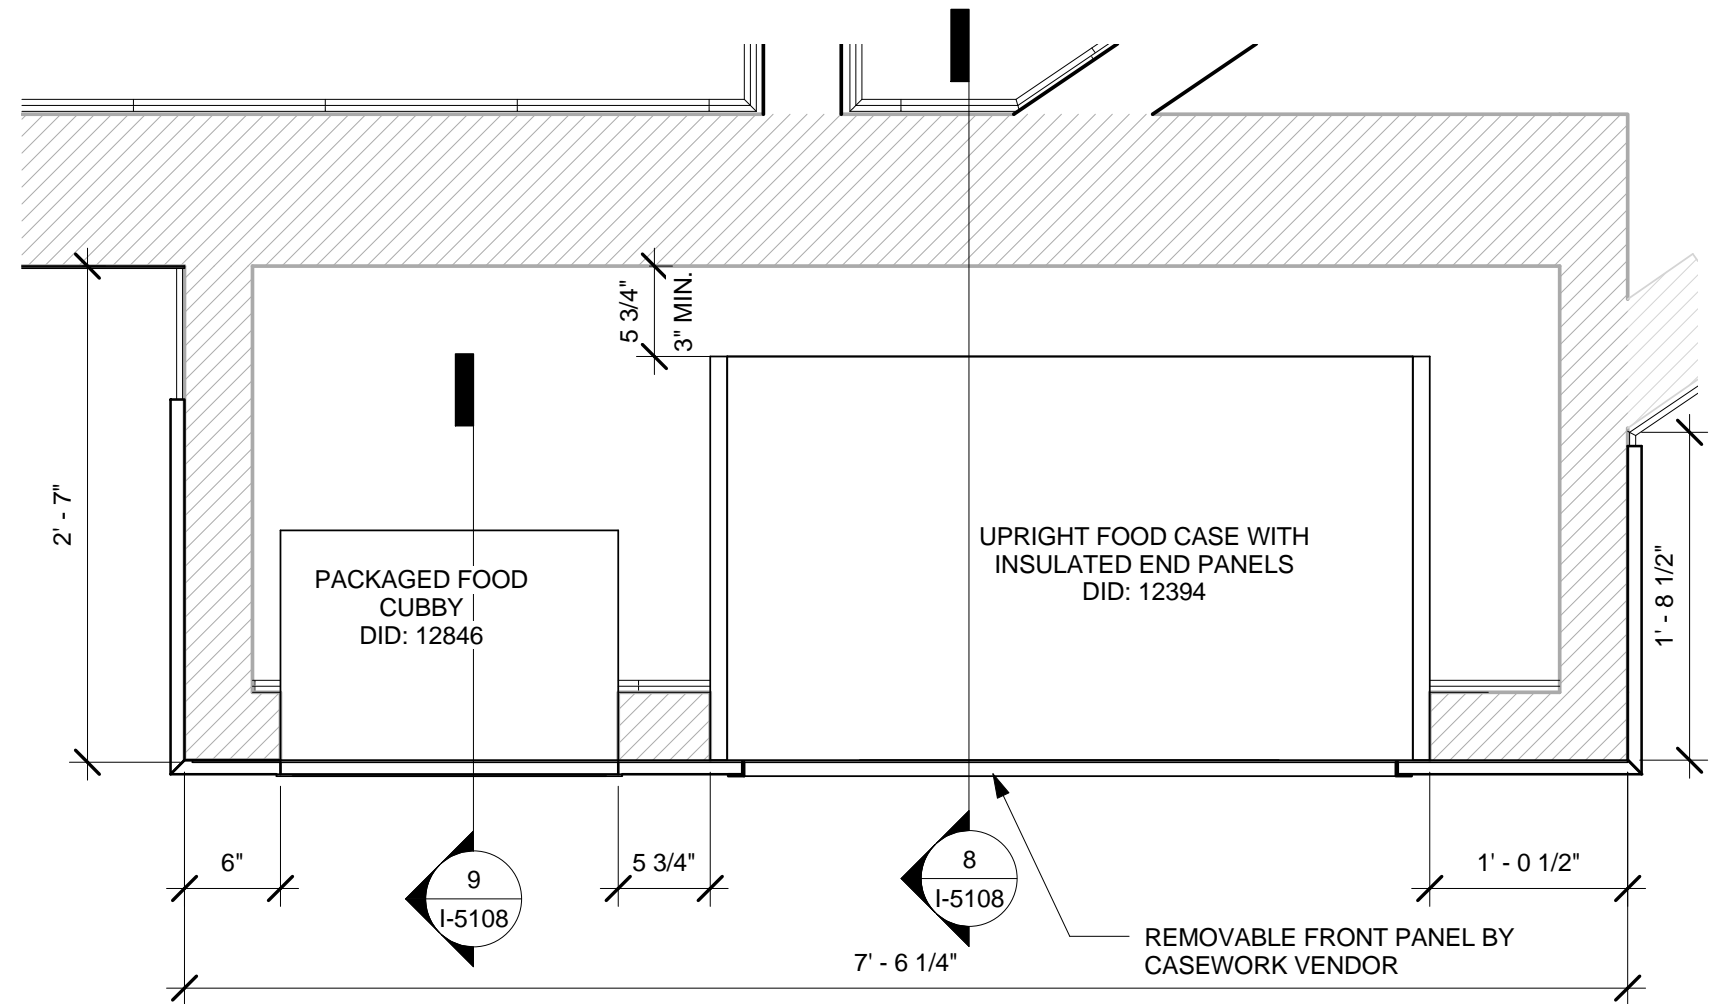 5 3/4"
3" MIN.
2' - 7"
UPRIGHT FOOD CASE WITH
INSULATED END PANELS
DID: 12394
PACKAGED FOOD
CUBBY
DID: 12846
1' - 8 1/2"
6"
9
I-5108
5 3/4"
8
I-5108
1' - 0 1/2"
REMOVABLE FRONT PANEL BY
CASEWORK VENDOR
7' - 6 1/4"